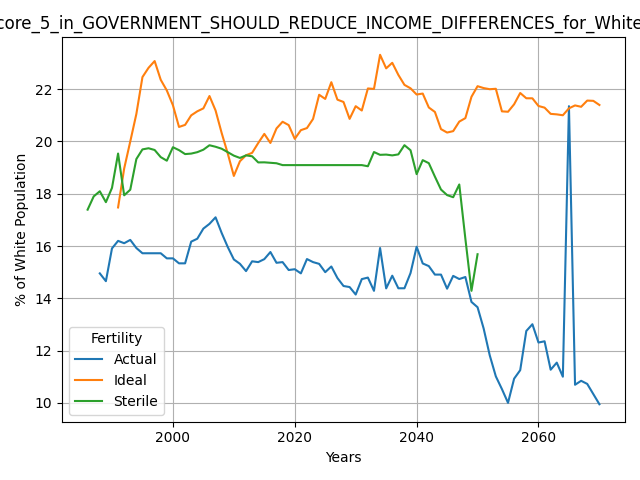 core_5_in_GOVERNMENT_SHOULD_REDUCE_INCOME_DIFFERENCES_for_White
% of White Population
22
20
18
16
14
12
10
Fertility
Actual
Ideal
Sterile
2000 2020 2040 2060
Years